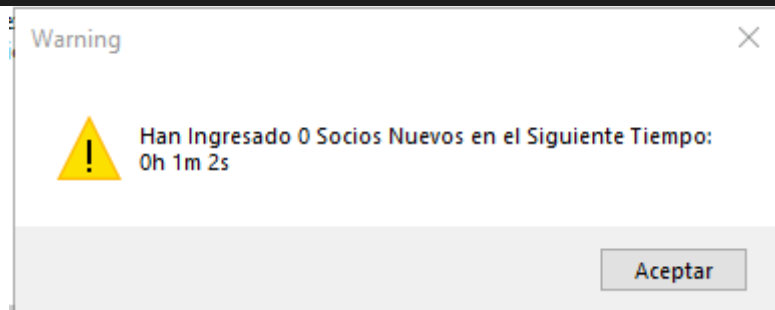 Warning
Han Ingresado 0 Socios Nuevos en el Siguiente Tiempo:
0h 1m 2s
Aceptar